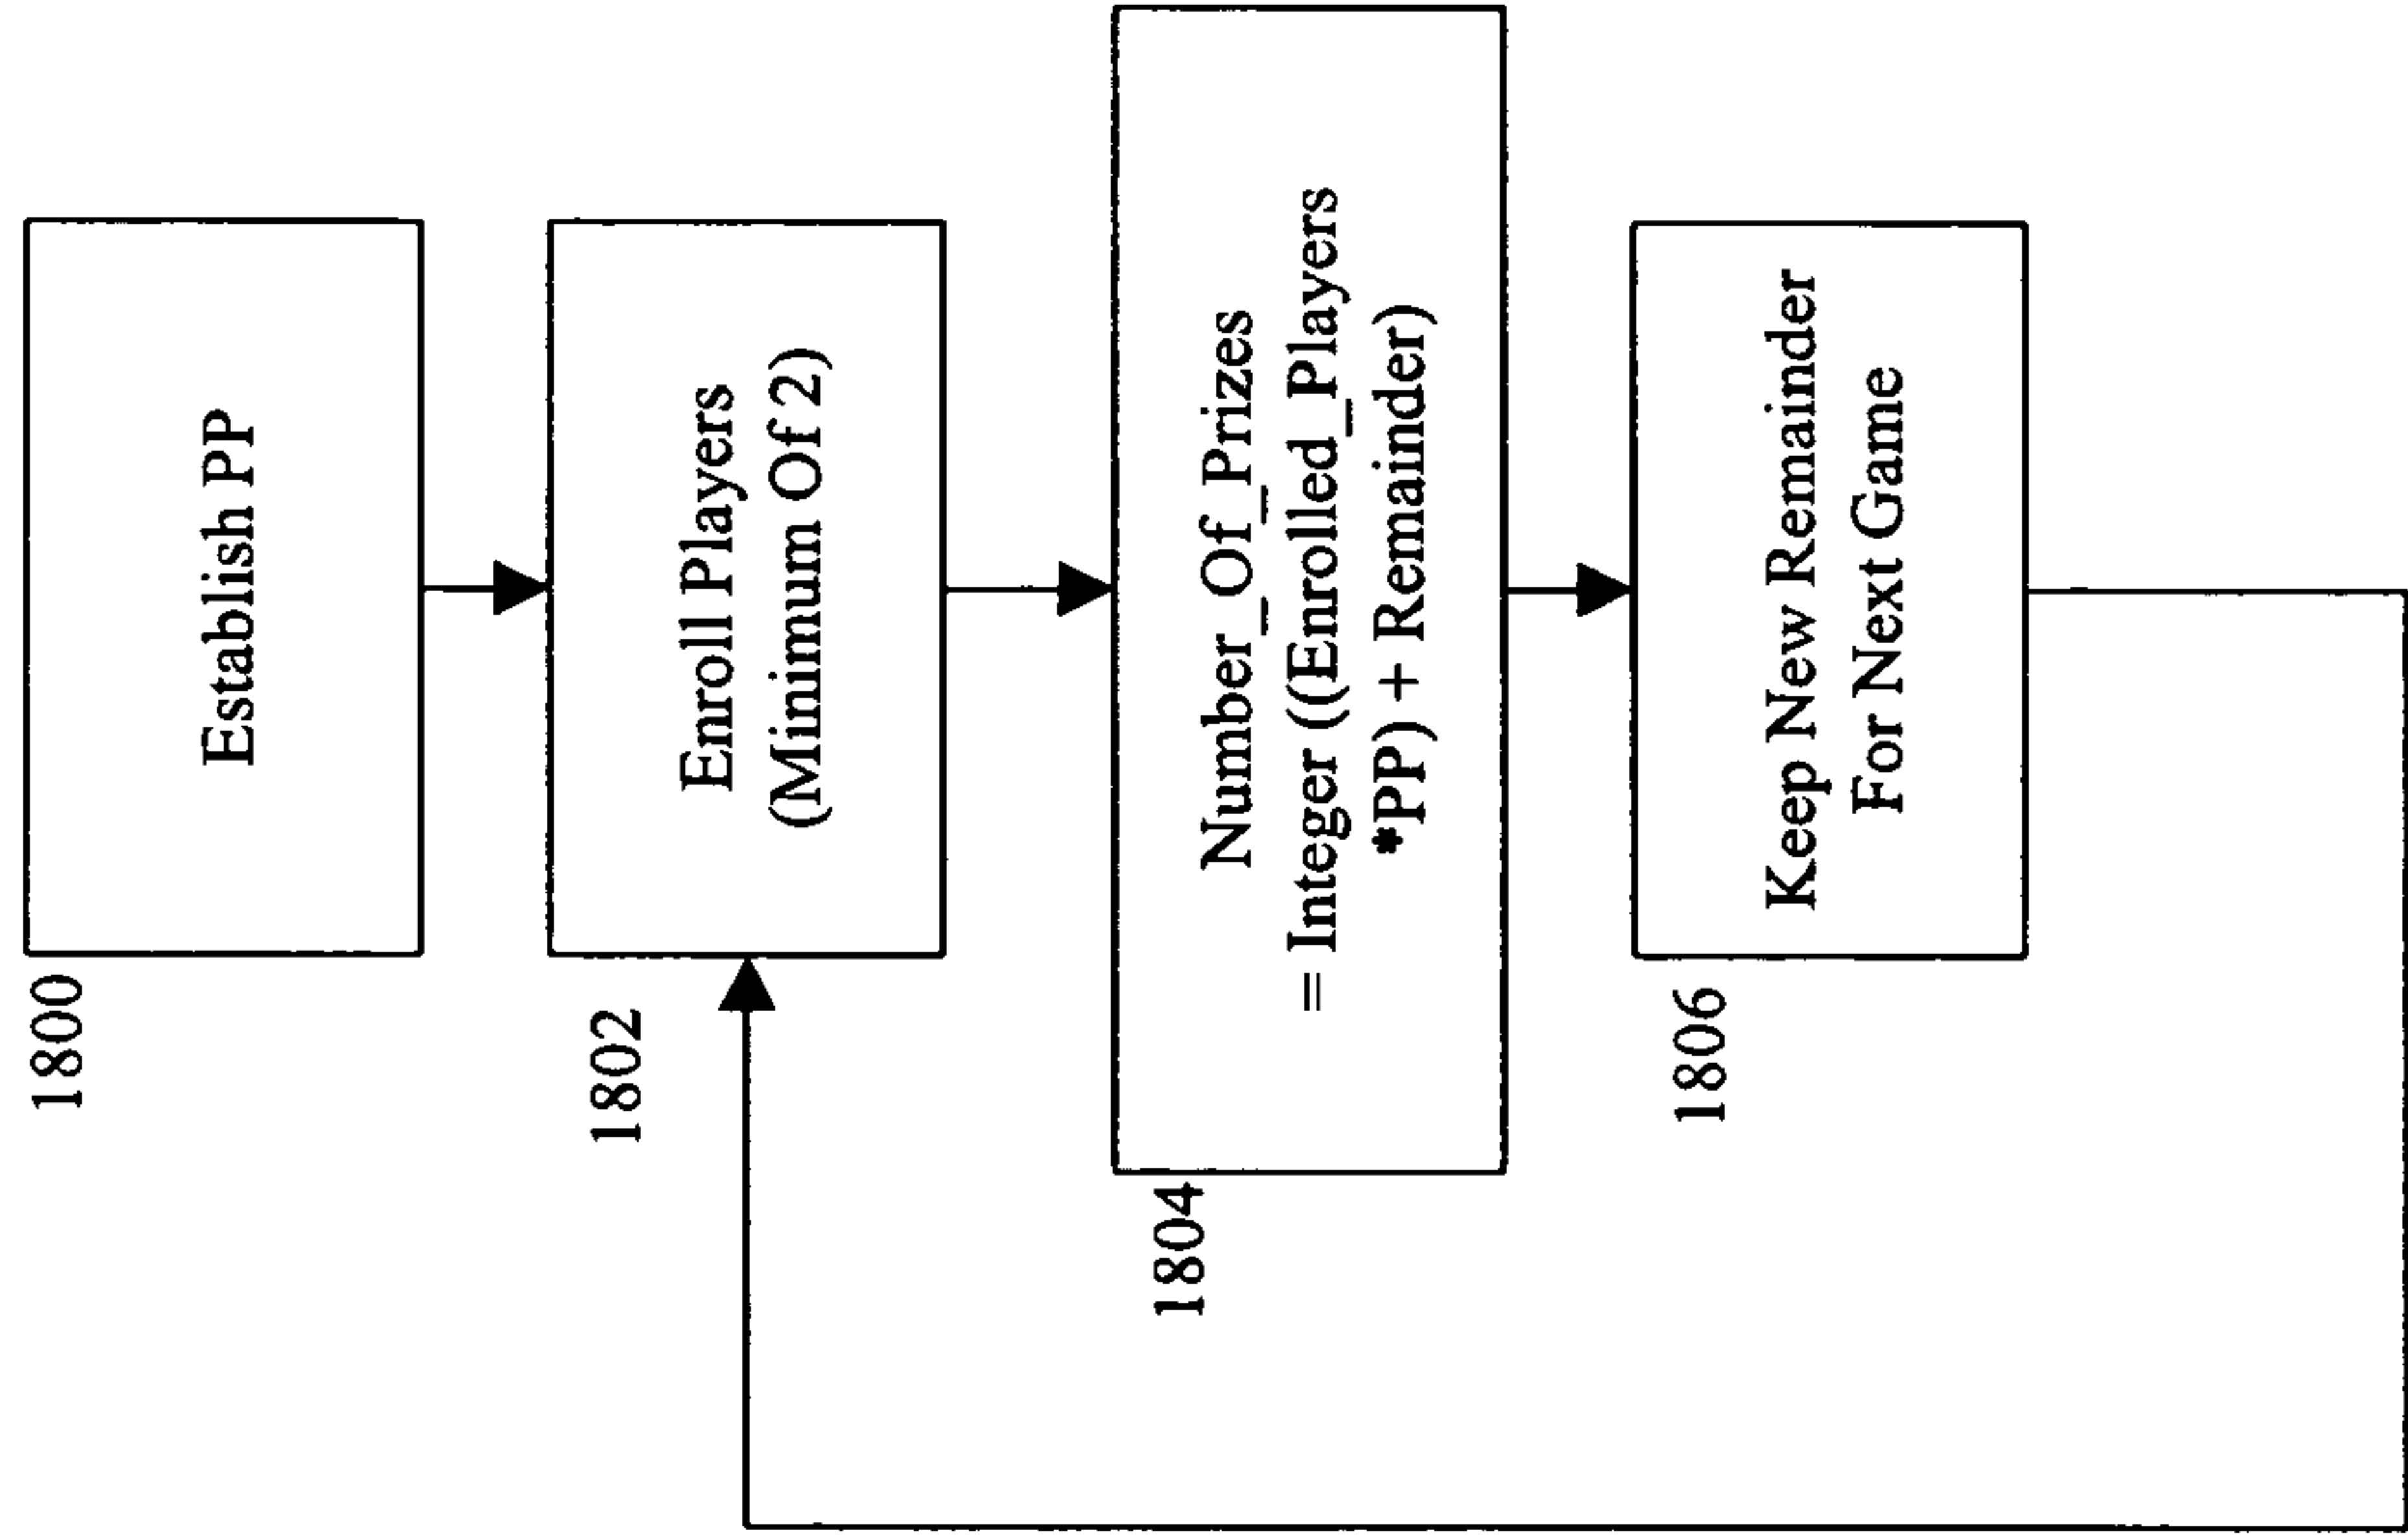 1800
Establish PP
1802
Enroll Players
(Minimum Of 2)
1804
Number_Of_Prizes
= Integer ((Enrolled_Players
*PP) + Remainder)
1806
Keep New Remainder
For Next Game